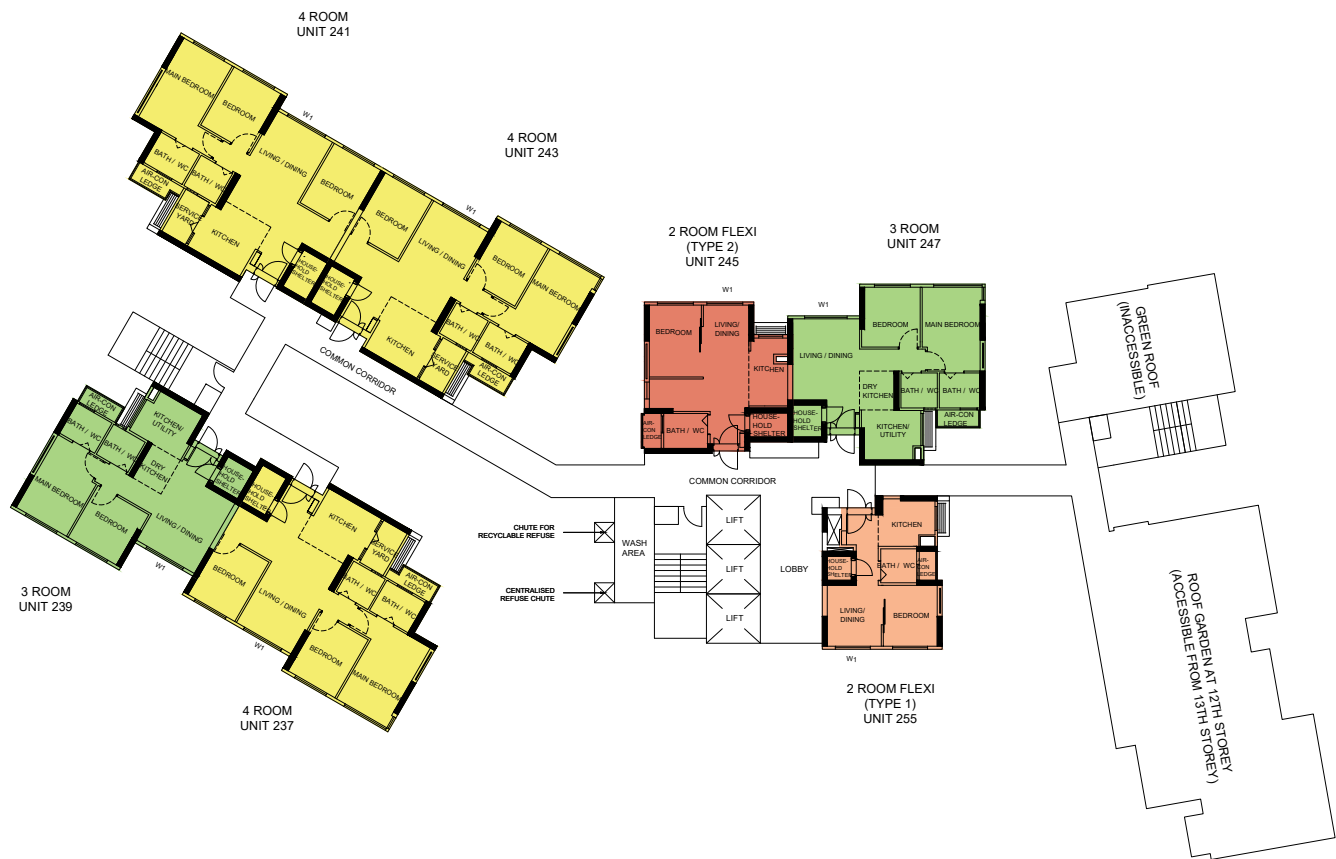 4 ROOM
UNIT 241
MAIN BEDROOM
BEDROOM
W1
LIVING / DINING
BEDROOM
BATH / WC
BATH / WC
AIR-CON
LEDGE
SERVICE
YARD
KITCHEN
HOUSE-
HOLD
SHELTER
4 ROOM
UNIT 243
W1
BEDROOM
LIVING / DINING
BEDROOM
MAIN BEDROOM
HOUSE-
HOLD
SHELTER
KITCHEN
BATH / WC
BATH / WC
SERVICE
YARD
AIR-CON
LEDGE
COMMON CORRIDOR
2 ROOM FLEXI
(TYPE 2)
UNIT 245
W1
BEDROOM
LIVING/
DINING
KITCHEN
AIR-
CON
LEDGE
BATH / WC
HOUSE-
HOLD
SHELTER
3 ROOM
UNIT 247
W1
BEDROOM
MAIN BEDROOM
LIVING / DINING
DRY
KITCHEN
BATH / WC
BATH / WC
HOUSE-
HOLD
SHELTER
KITCHEN/
UTILITY
AIR-CON
LEDGE
GREEN ROOF
(INACCESSIBLE)
AIR-CON
LEDGE
KITCHEN/
UTILITY
BATH / WC
BATH / WC
DRY
KITCHEN
HOUSE-
HOLD
SHELTER
MAIN BEDROOM
BEDROOM
LIVING / DINING
W1
3 ROOM
UNIT 239
HOUSE-
HOLD
SHELTER
KITCHEN
SERVICE
YARD
AIR-CON
LEDGE
BATH / WC
BATH / WC
BEDROOM
LIVING / DINING
W1
BEDROOM
MAIN BEDROOM
4 ROOM
UNIT 237
COMMON CORRIDOR
CHUTE FOR
RECYCLABLE REFUSE
CENTRALISED
REFUSE CHUTE
WASH
AREA
LIFT
LIFT
LIFT
LOBBY
KITCHEN
HOUSE-
HOLD
SHELTER
BATH / WC
AIR-
CON
LEDGE
LIVING/
DINING
BEDROOM
W1
2 ROOM FLEXI
(TYPE 1)
UNIT 255
ROOF GARDEN AT 12TH STOREY
(ACCESSIBLE FROM 13TH STOREY)